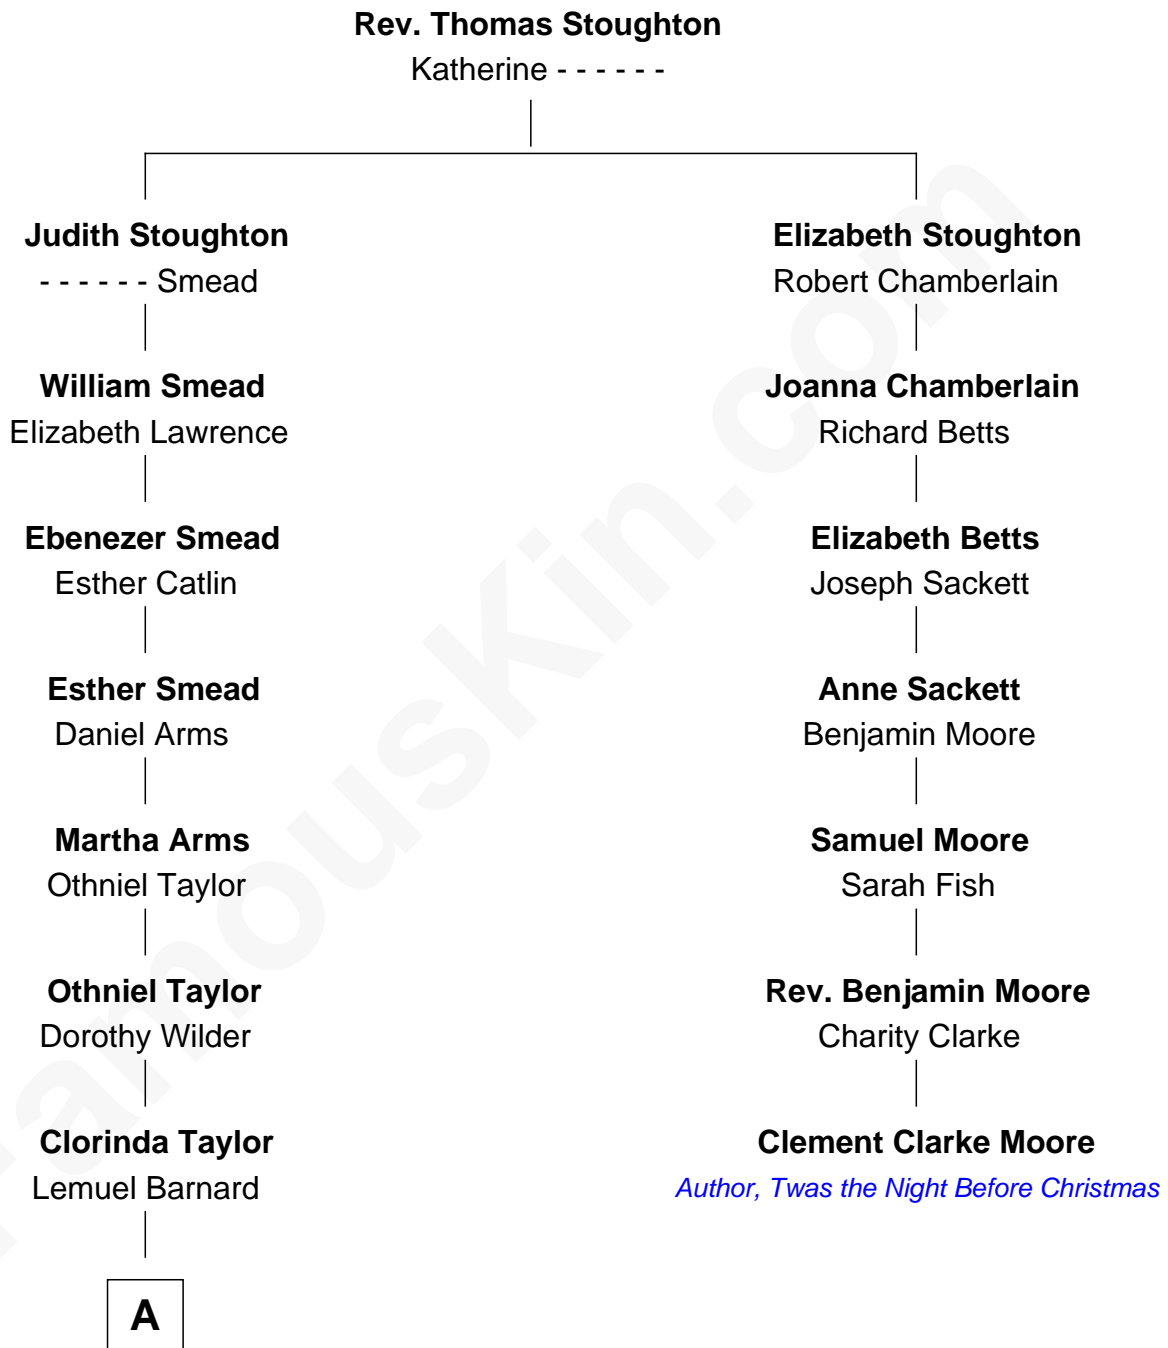 Rev. Thomas Stoughton
Katherine - - - - - -
Judith Stoughton
- - - - - - Smead
Elizabeth Stoughton
Robert Chamberlain
William Smead
Elizabeth Lawrence
Joanna Chamberlain
Richard Betts
Ebenezer Smead
Esther Catlin
Elizabeth Betts
Joseph Sackett
Esther Smead
Daniel Arms
Anne Sackett
Benjamin Moore
Martha Arms
Othniel Taylor
Samuel Moore
Sarah Fish
Othniel Taylor
Dorothy Wilder
Rev. Benjamin Moore
Charity Clarke
Clorinda Taylor
Lemuel Barnard
Clement Clarke Moore
Author, Twas the Night Before Christmas
A
FamousKin.com